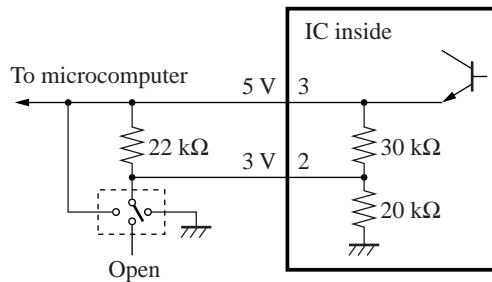 IC inside
To microcomputer
5 V 3
22 kΩ
30 kΩ
3 V 2
20 kΩ
Open